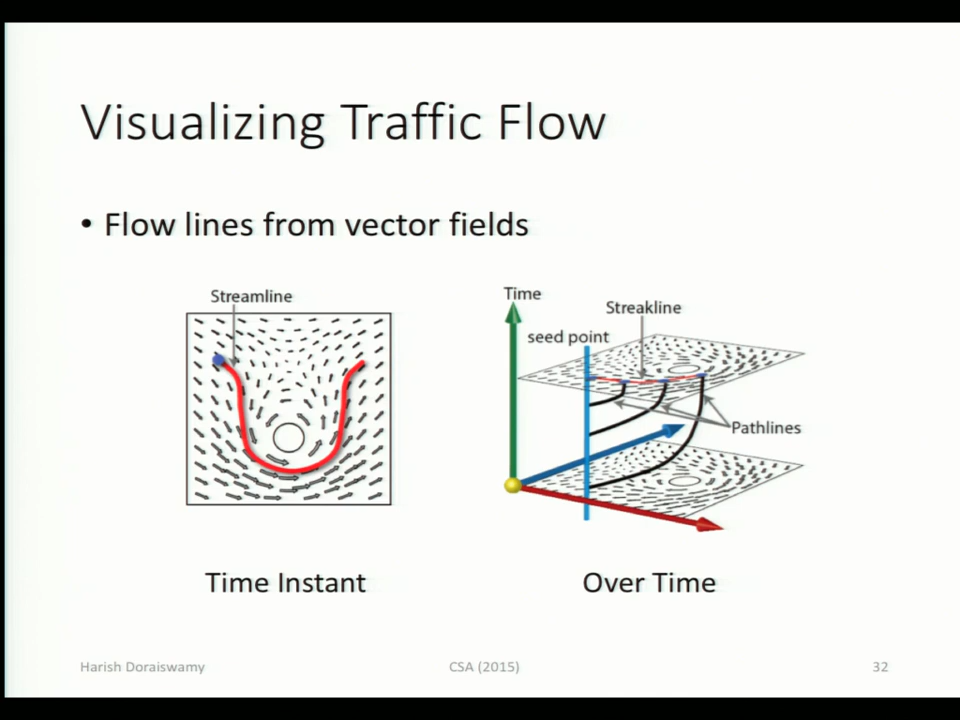 Visualizing Traffic Flow
• Flow lines from vector fields
Streamline
Time
Streakline
seed point
Pathlines
Time Instant
Over Time
Harish Doraiswamy
CSA (2015)
32